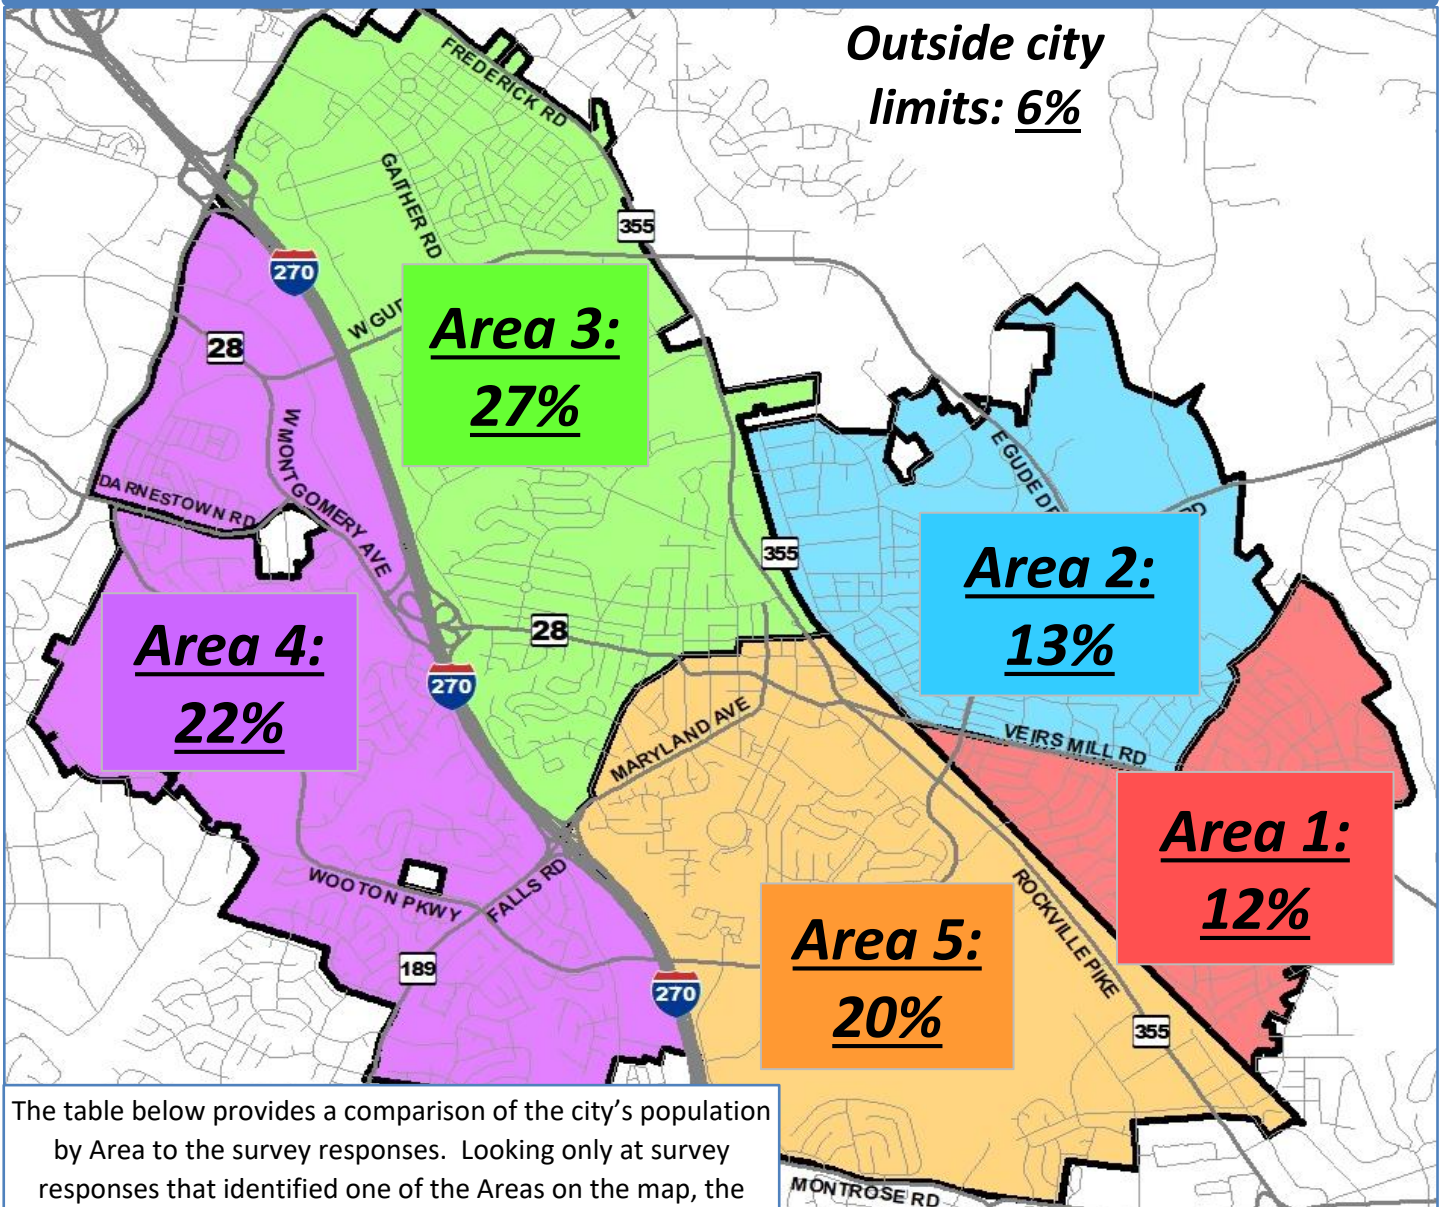 Outside city
limits: 6%
FREDERICK RD
GAITHER RD
355
270
W GUD
Area 3:
27%
28
W MONTGOMERY AVE
DARNESTOWN RD
E GUDE
RD
355
Area 2:
13%
28
Area 4:
22%
270
MARYLAND AVE
VEIRS MILL RD
Area 1:
12%
WOOTON PKWY
FALLS RD
ROCKVILLE PIKE
Area 5:
20%
189
270
355
The table below provides a comparison of the city's population
by Area to the survey responses.  Looking only at survey
responses that identified one of the Areas on the map, the
MONTROSE RD